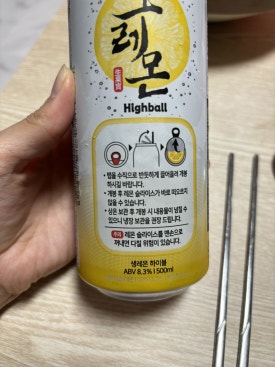 레몬
Highball
• 탭을 수직으로 반듯하게 끌어올려 개봉
하시길 바랍니다.
• 개봉 후 레몬 슬라이스가 바로 떠오르지
않을 수 있습니다.
• 상온 보관 후 개봉 시 내용물이 넘칠 수
있으니 냉장 보관을 권장 드립니다.
주의 레몬 슬라이스를 맨손으로
꺼내면 다칠 위험이 있습니다.
생레몬 하이볼
ABV 8.3% | 500ml